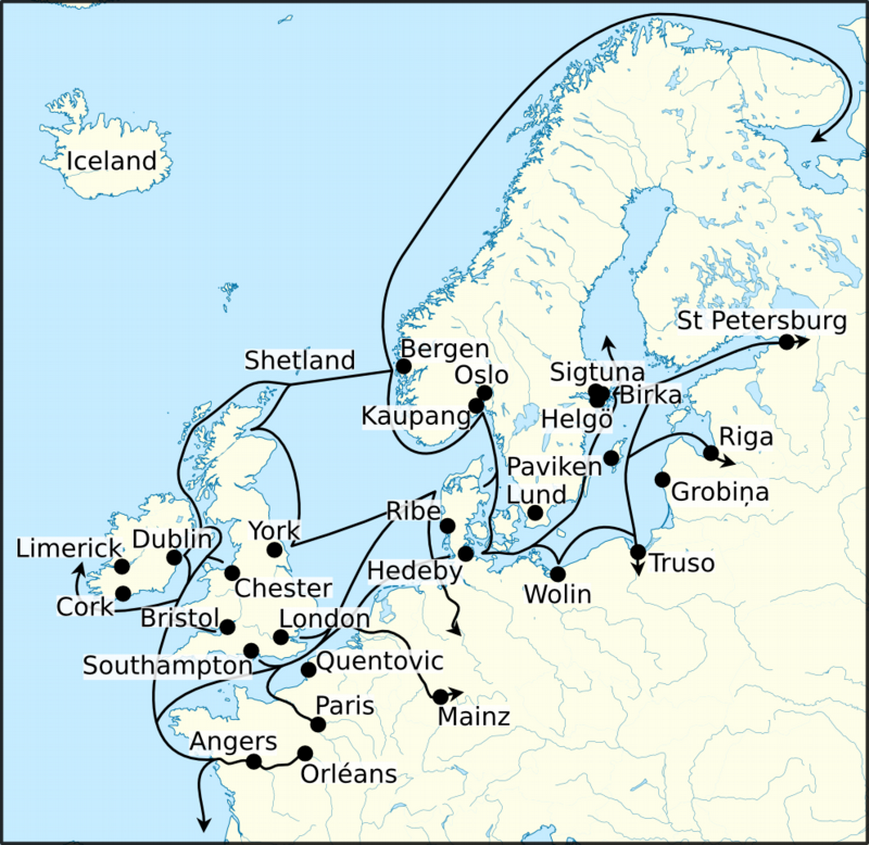 Iceland
St Petersburg
Shetland
Bergen
Oslo
Sigtuna
Birka
Kaupang
Helgö
Riga
Paviken
Lund
Grobiņa
Ribe
York
Dublin
Limerick
Truso
Hedeby
Chester
Wolin
Cork
Bristol
London
Southampton
Quentovic
Paris
Mainz
Angers
Orléans